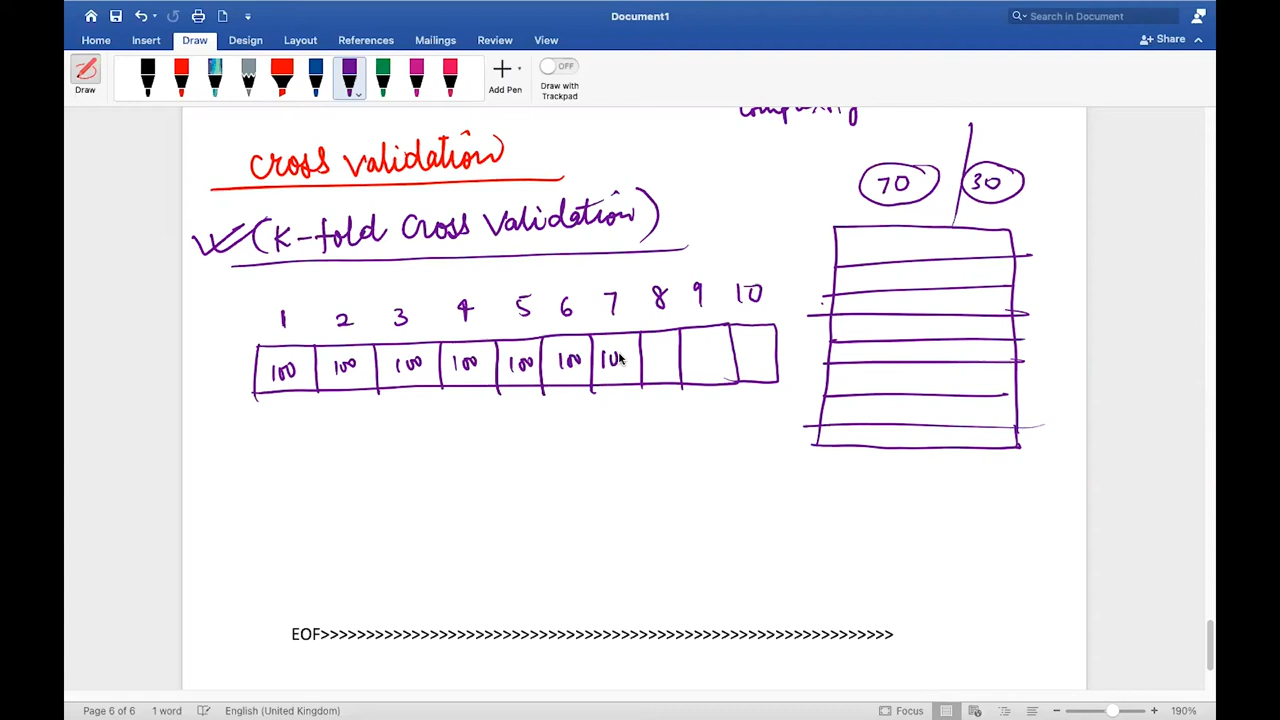 Document1
Search in Document
Home Insert Draw Design Layout References Mailings Review View
Share
Draw
Add Pen
OFF
Draw with
Trackpad
complexity
cross validation
(K-fold Cross Validation)
70 30
1 2 3 4 5 6 7 8 9 10
100 100 100 100 100 100 100
EOF>>>>>>>>>>>>>>>>>>>>>>>>>>>>>>>>>>>>>>>>>>>>>>>>>>>>>>>>>
Page 6 of 6 1 word English (United Kingdom) Focus 190%